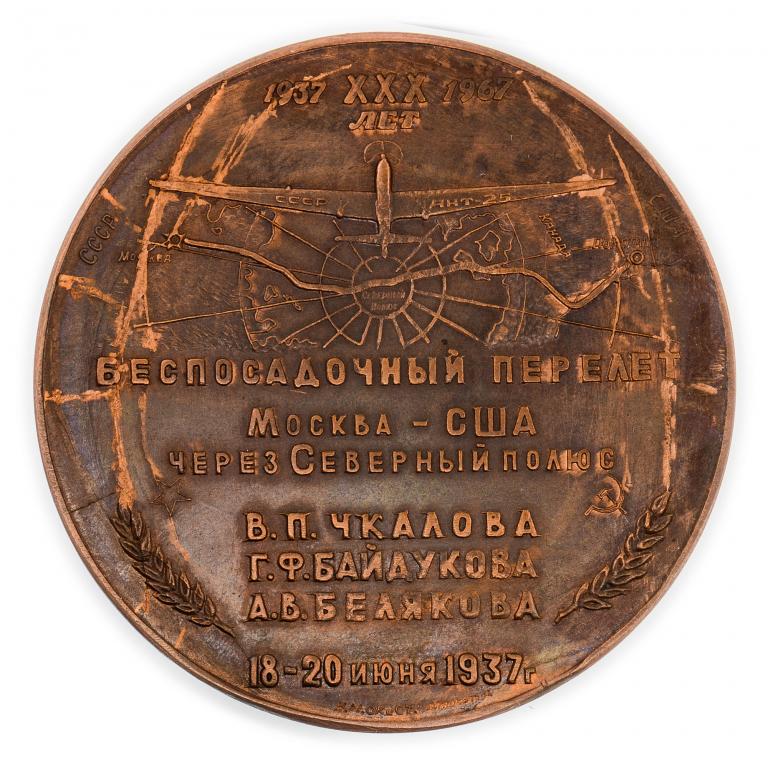 1937 XXX 1967
ЛЕТ
СССР АНТ-25
СССР
США
КАНАДА
МОСКВА
СЕВЕРНЫЙ
ПОЛЮС
БЕСПОСАДОЧНЫЙ ПЕРЕЛЕТ
МОСКВА - США
ЧЕРЕЗ СЕВЕРНЫЙ ПОЛЮС
В.П. ЧКАЛОВА
Г.Ф. БАЙДУКОВА
А.В. БЕЛЯКОВА
18-20 ИЮНЯ 1937г